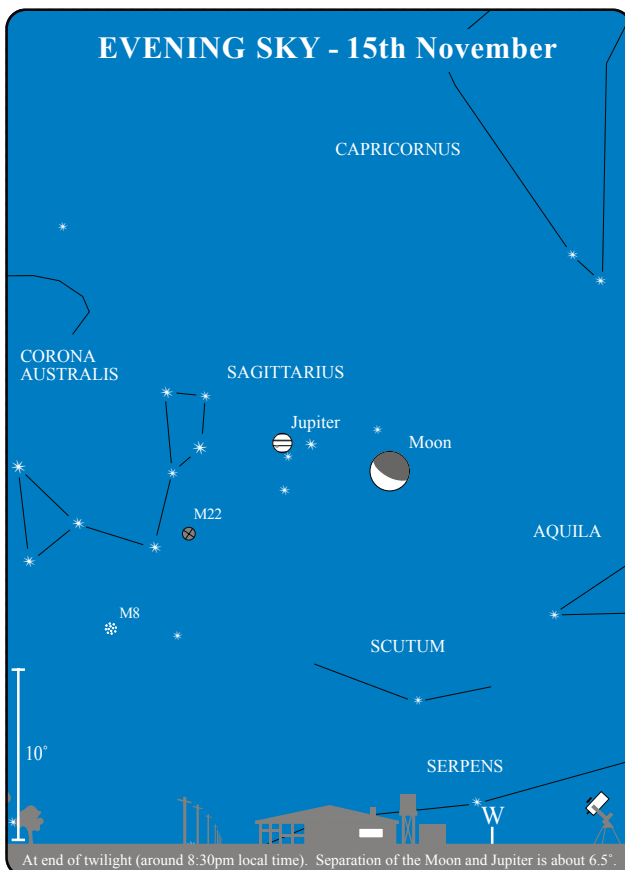 EVENING SKY - 15th November
CAPRICORNUS
CORONA
AUSTRALIS
SAGITTARIUS
Jupiter
Moon
M22
AQUILA
M8
SCUTUM
10°
SERPENS
W
At end of twilight (around 8:30pm local time). Separation of the Moon and Jupiter is about 6.5°.